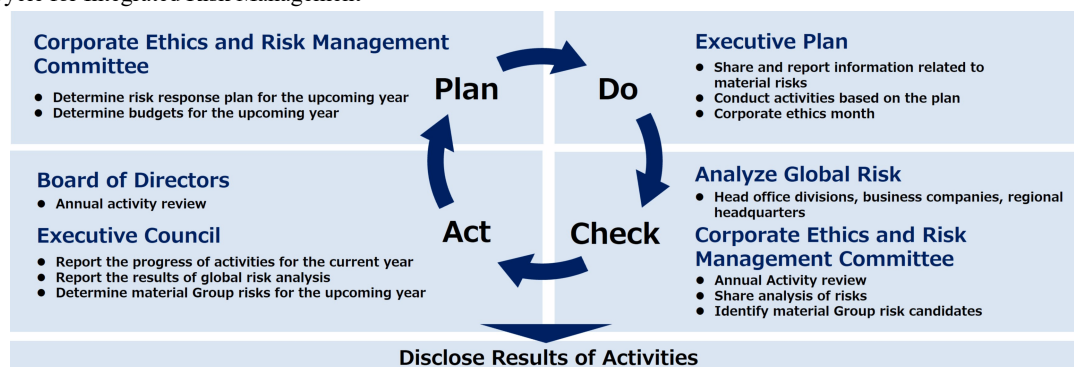 Corporate Ethics and Risk Management
Committee
● Determine risk response plan for the upcoming year
● Determine budgets for the upcoming year
Plan
Do
Executive Plan
● Share and report information related to
material risks
● Conduct activities based on the plan
● Corporate ethics month
Board of Directors
● Annual activity review
Executive Council
● Report the progress of activities for the current year
● Report the results of global risk analysis
● Determine material Group risks for the upcoming year
Act
Check
Analyze Global Risk
● Head office divisions, business companies, regional
headquarters
Corporate Ethics and Risk
Management Committee
● Annual Activity review
● Share analysis of risks
● Identify material Group risk candidates
Disclose Results of Activities